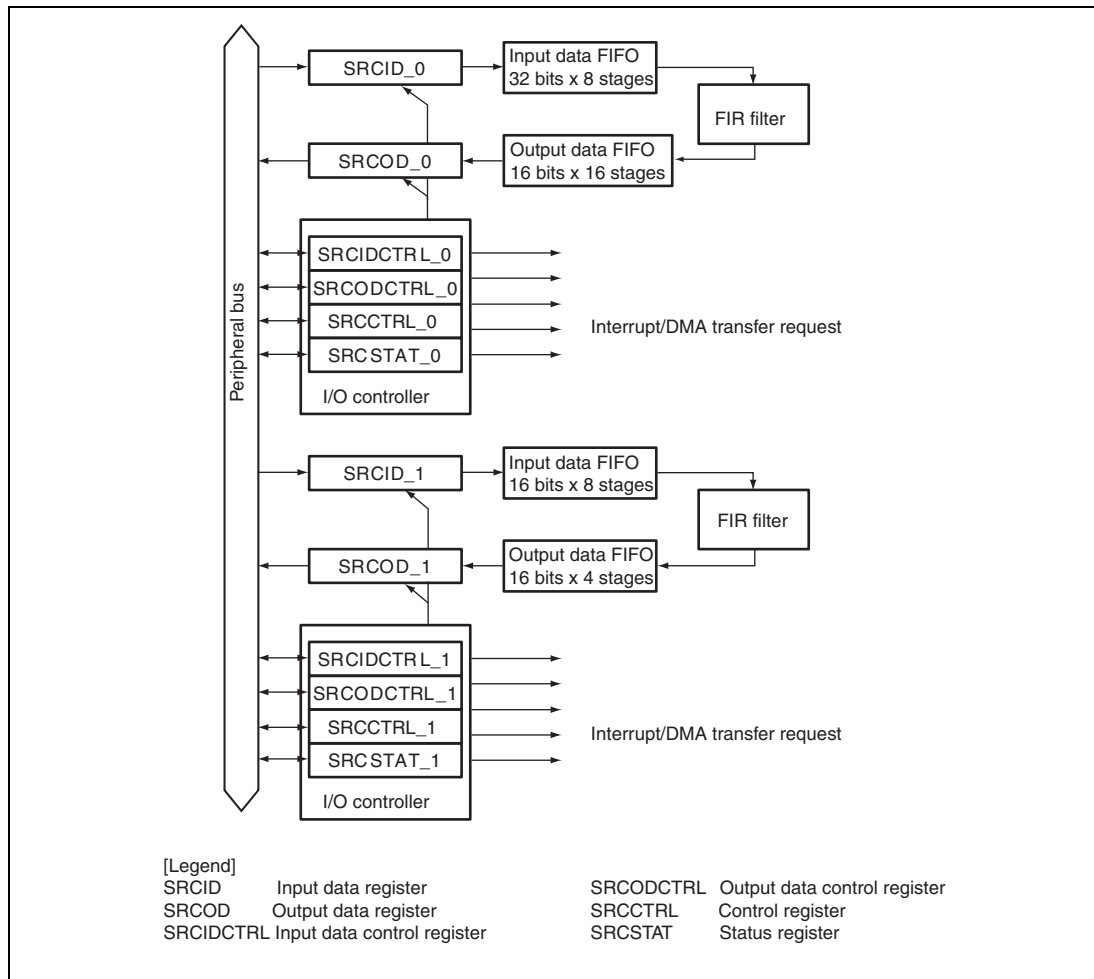 Peripheral bus
SRCID_0
Input data FIFO
32 bits x 8 stages
FIR filter
SRCOD_0
Output data FIFO
16 bits x 16 stages
SRCIDCTRL_0
SRCODCTRL_0
SRCCTRL_0
SRCSTAT_0
I/O controller
Interrupt/DMA transfer request
SRCID_1
Input data FIFO
16 bits x 8 stages
FIR filter
SRCOD_1
Output data FIFO
16 bits x 4 stages
SRCIDCTRL_1
SRCODCTRL_1
SRCCTRL_1
SRCSTAT_1
I/O controller
Interrupt/DMA transfer request
[Legend]
SRCID Input data register
SRCOD Output data register
SRCIDCTRL Input data control register
SRCODCTRL Output data control register
SRCCTRL Control register
SRCSTAT Status register